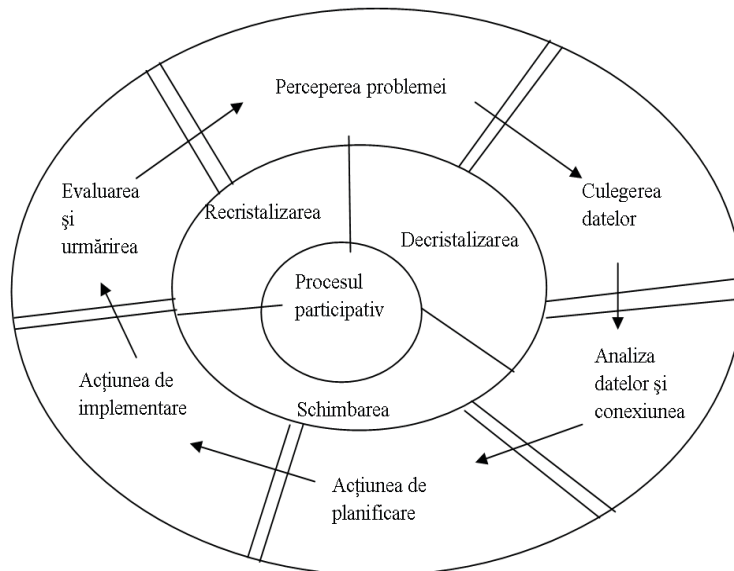 Perceperea problemei
Culegerea
datelor
Analiza
datelor şi
conexiunea
Acţiunea de
planificare
Acţiunea de
implementare
Evaluarea
şi
urmărirea
Recristalizarea
Decristalizarea
Schimbarea
Procesul
participativ